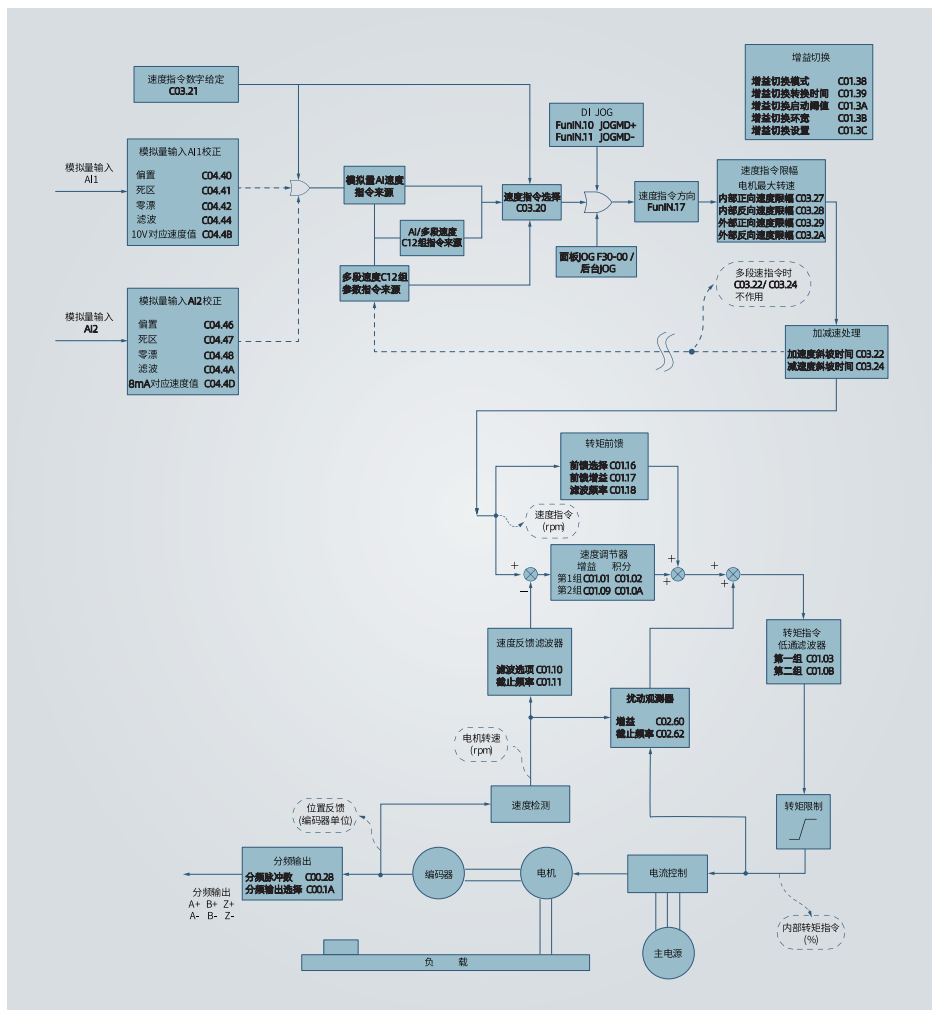 增益切换
增益切换模式 C01.38
增益切换转换时间 C01.39
增益切换启动阈值 C01.3A
增益切换环宽 C01.3B
增益切换设置 C01.3C
速度指令数字给定
C03.21
DI JOG
FunIN.10 JOGMD+
FunIN.11 JOGMD-
模拟量输入
AI1
模拟量输入AI1校正
偏置 C04.40
死区 C04.41
零漂 C04.42
滤波 C04.44
10V对应速度值 C04.4B
模拟量AI速度
指令来源
速度指令选择
C03.20
速度指令方向
FunIN.17
速度指令限幅
电机最大转速
内部正向速度限幅 C03.27
内部反向速度限幅 C03.28
外部正向速度限幅 C03.29
外部反向速度限幅 C03.2A
AI/多段速度
C12组指令来源
多段速度C12组
参数指令来源
面板JOG F30-00 /
后台JOG
多段速指令时
C03.22/ C03.24
不作用
模拟量输入
AI2
模拟量输入AI2校正
偏置 C04.46
死区 C04.47
零漂 C04.48
滤波 C04.4A
8mA对应速度值 C04.4D
加减速处理
加速度斜坡时间 C03.22
减速度斜坡时间 C03.24
转矩前馈
前馈选择 C01.16
前馈增益 C01.17
滤波频率 C01.18
速度指令
(rpm)
速度调节器
增益 积分
第1组 C01.01 C01.02
第2组 C01.09 C01.0A
+
−
+
+
+
+
速度反馈滤波器
滤波选项 C01.10
截止频率 C01.11
转矩指令
低通滤波器
第一组 C01.03
第二组 C01.0B
扰动观测器
增益 C02.60
截止频率 C02.62
电机转速
(rpm)
速度检测
转矩限制
位置反馈
(编码器单位)
分频输出
分频脉冲数 C00.28
分频输出选择 C00.1A
编码器
电机
电流控制
分频输出
A+ B+ Z+
A- B- Z-
内部转矩指令
(%)
主电源
负 载